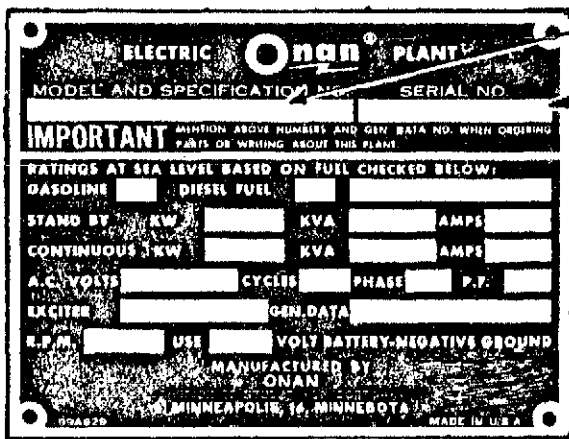 ELECTRIC Onan® PLANT
MODEL AND SPECIFICATION NO. SERIAL NO.
IMPORTANT MENTION ABOVE NUMBERS AND GEN. DATA NO. WHEN ORDERING
PARTS OR WRITING ABOUT THIS PLANT.
RATINGS AT SEA LEVEL BASED ON FUEL CHECKED BELOW:
GASOLINE DIESEL FUEL
STAND BY KW KVA AMPS
CONTINUOUS KW KVA AMPS
A.C. VOLTS CYCLES PHASE P.F.
EXCITER GEN. DATA
R.P.M. USE VOLT BATTERY-NEGATIVE GROUND
MANUFACTURED BY
ONAN
MINNEAPOLIS, 14, MINNESOTA
MADE IN U.S.A